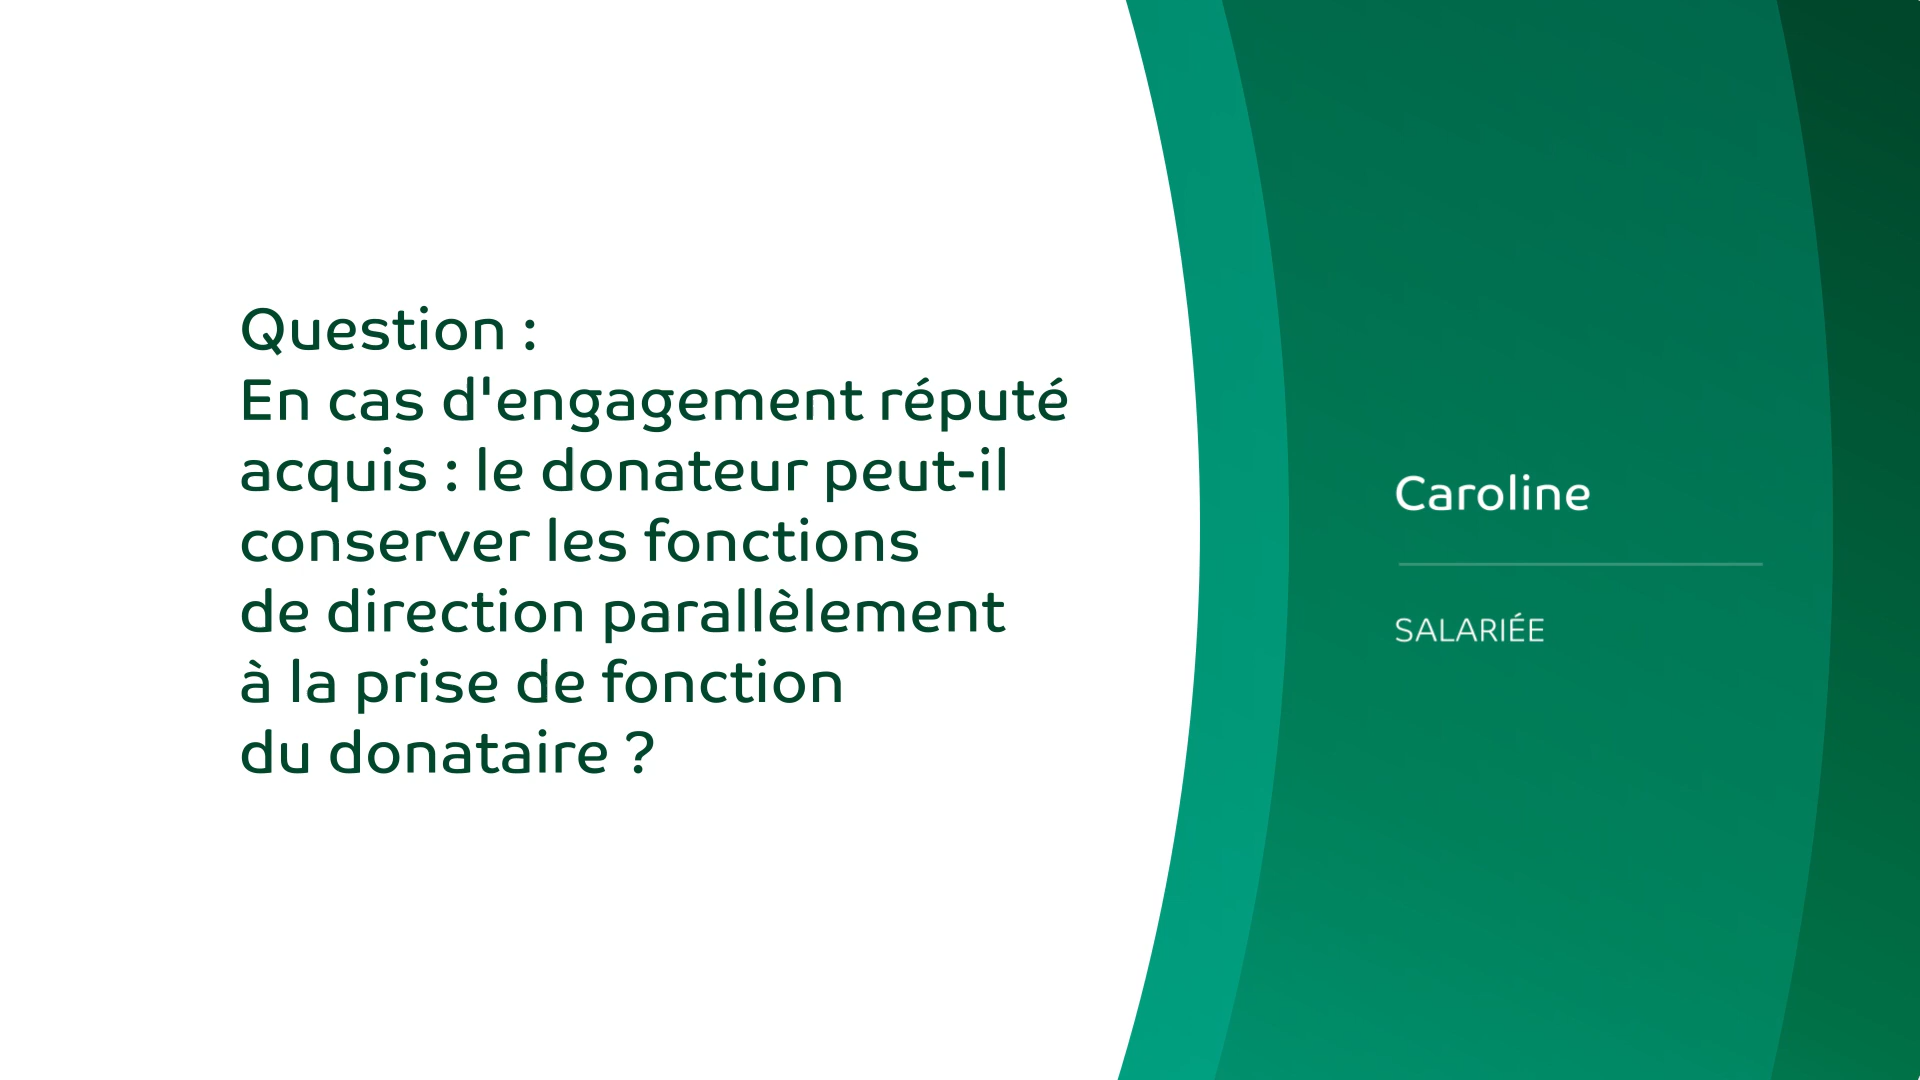 Question :
En cas d'engagement réputé
acquis : le donateur peut-il
conserver les fonctions
de direction parallèlement
à la prise de fonction
du donataire ?
Caroline
SALARIÉE